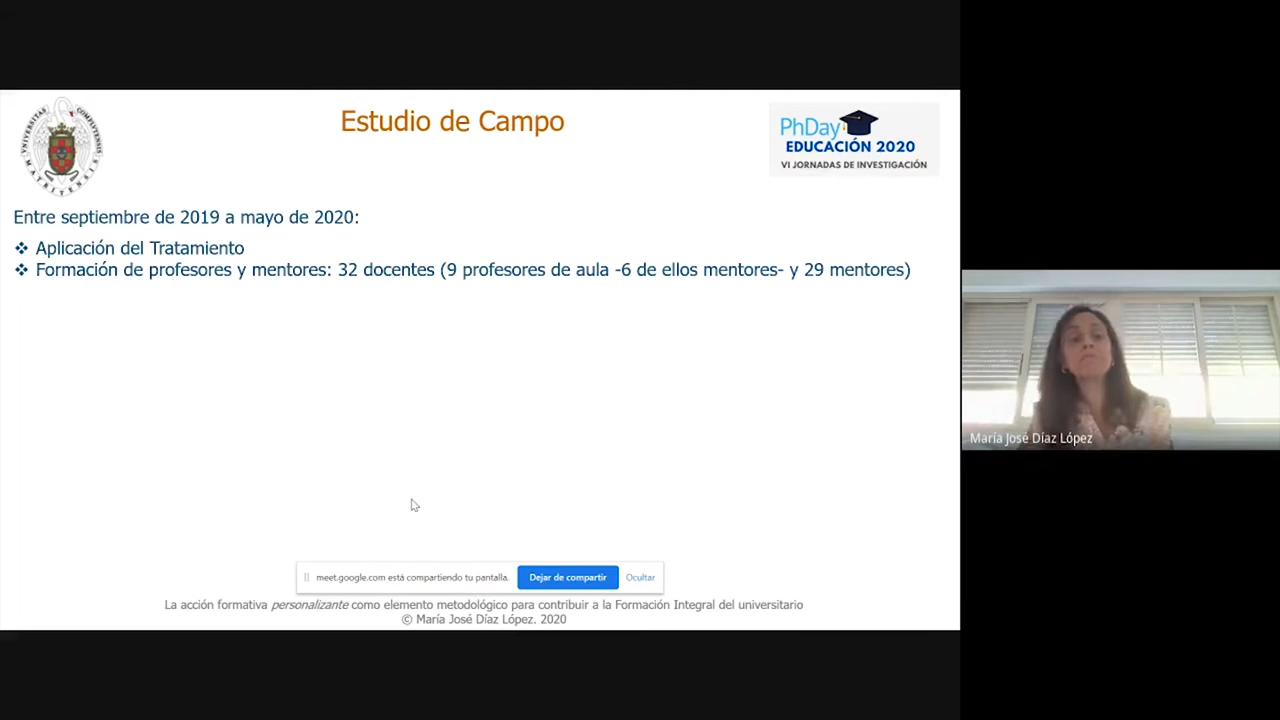 Estudio de Campo
VNIVERSITAS COMPLVTENSIS
MATRITENSIS
PhDay
EDUCACIÓN 2020
VI JORNADAS DE INVESTIGACIÓN
Entre septiembre de 2019 a mayo de 2020:
❖ Aplicación del Tratamiento
❖ Formación de profesores y mentores: 32 docentes (9 profesores de aula -6 de ellos mentores- y 29 mentores)
María José Díaz López
meet.google.com está compartiendo tu pantalla. Dejar de compartir Ocultar
La acción formativa personalizante como elemento metodológico para contribuir a la Formación Integral del universitario
© María José Díaz López. 2020